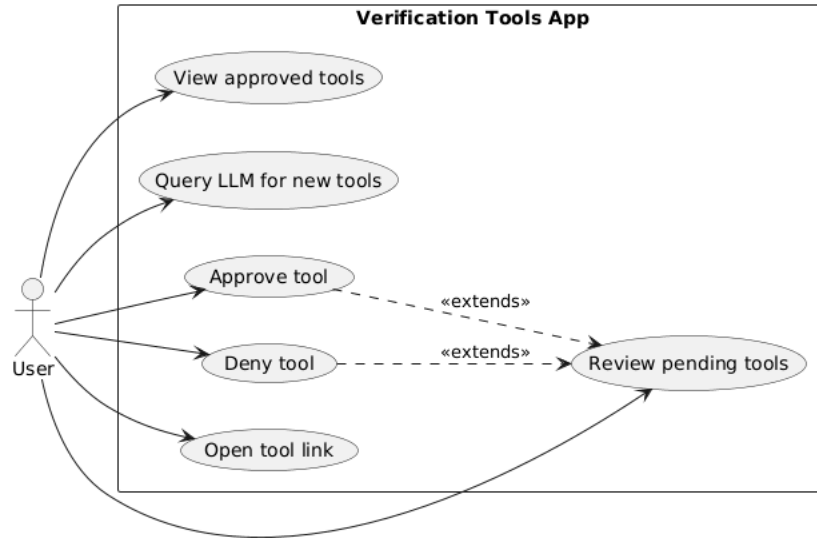 Verification Tools App
View approved tools
Query LLM for new tools
Approve tool
«extends»
Deny tool
«extends»
Review pending tools
User
Open tool link